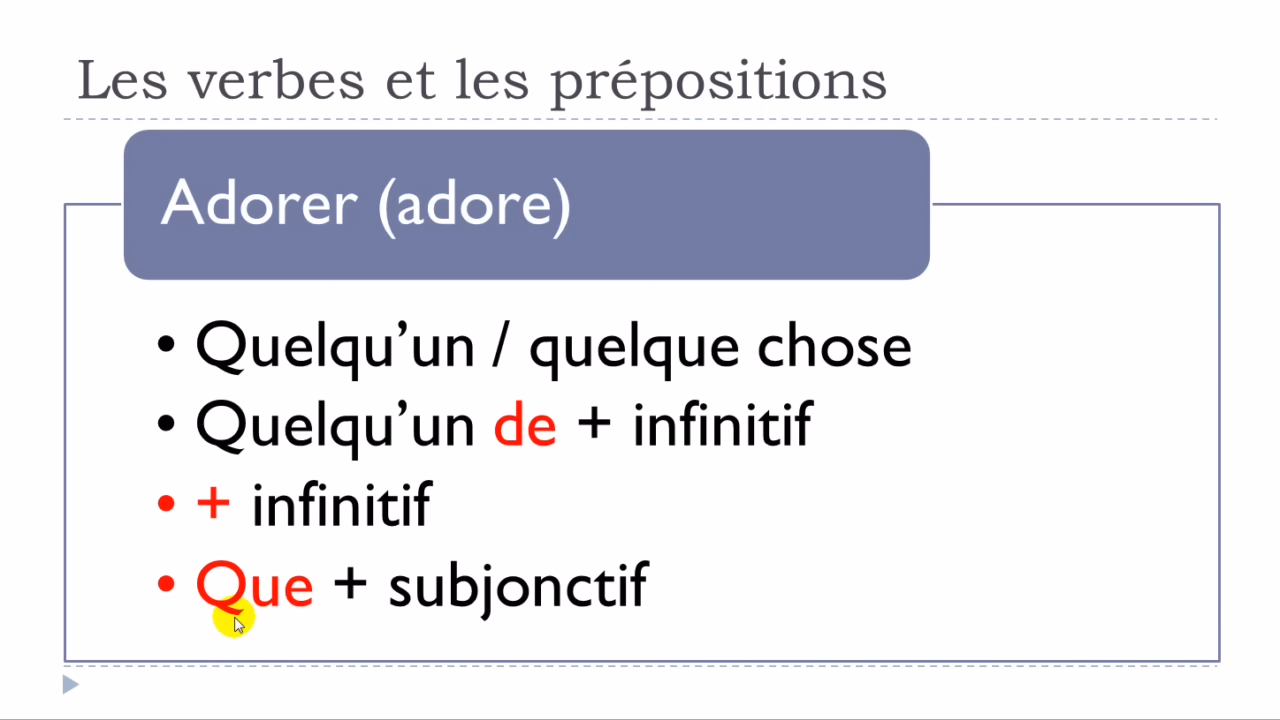 Les verbes et les prépositions
Adorer (adore)
• Quelqu’un / quelque chose
• Quelqu’un de + infinitif
• + infinitif
• Que + subjonctif